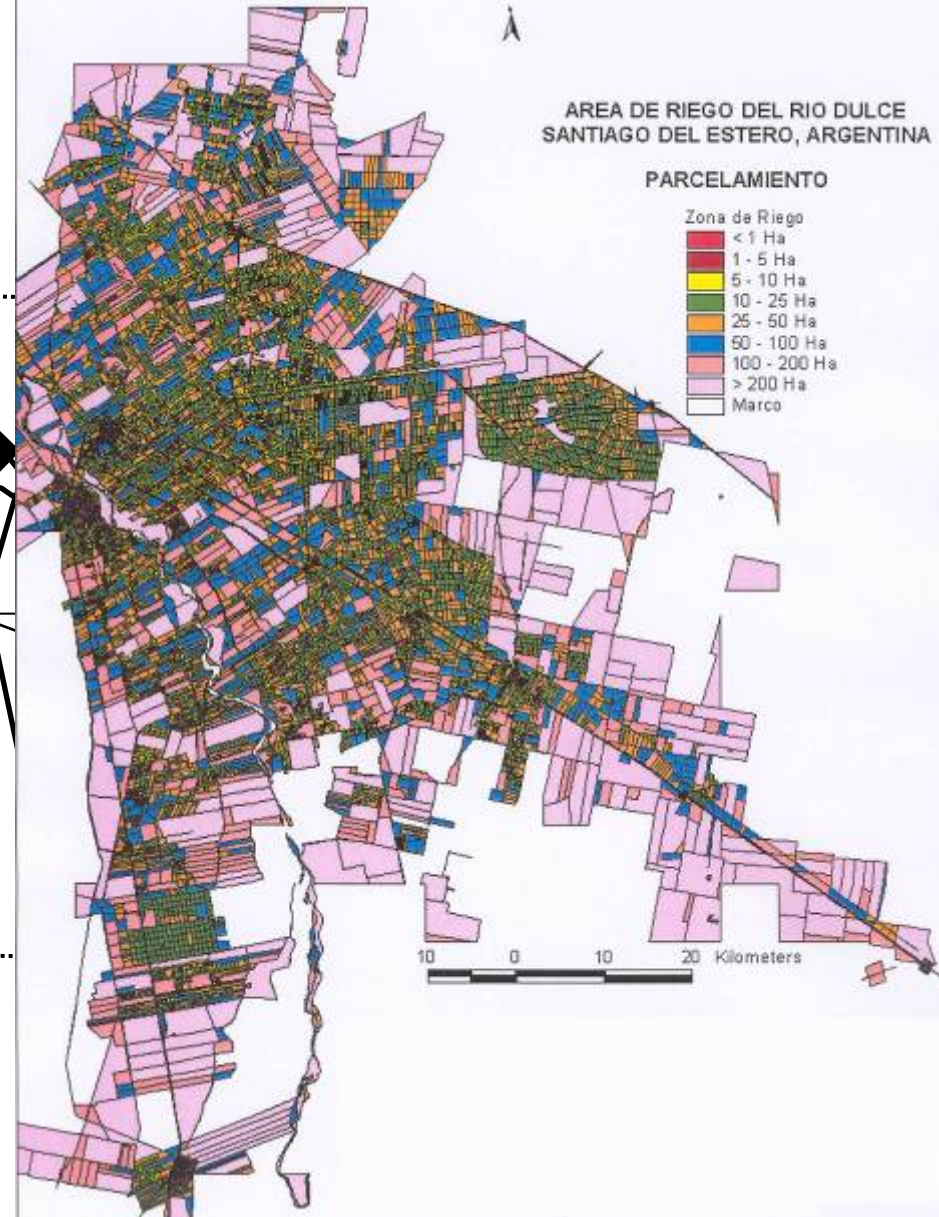 AREA DE RIEGO DEL RIO DULCE
SANTIAGO DEL ESTERO, ARGENTINA
PARCELAMIENTO
Zona de Riego
< 1 Ha
1 - 5 Ha
5 - 10 Ha
10 - 25 Ha
25 - 50 Ha
50 - 100 Ha
100 - 200 Ha
> 200 Ha
Marco
10 0 10 20 Kilometers